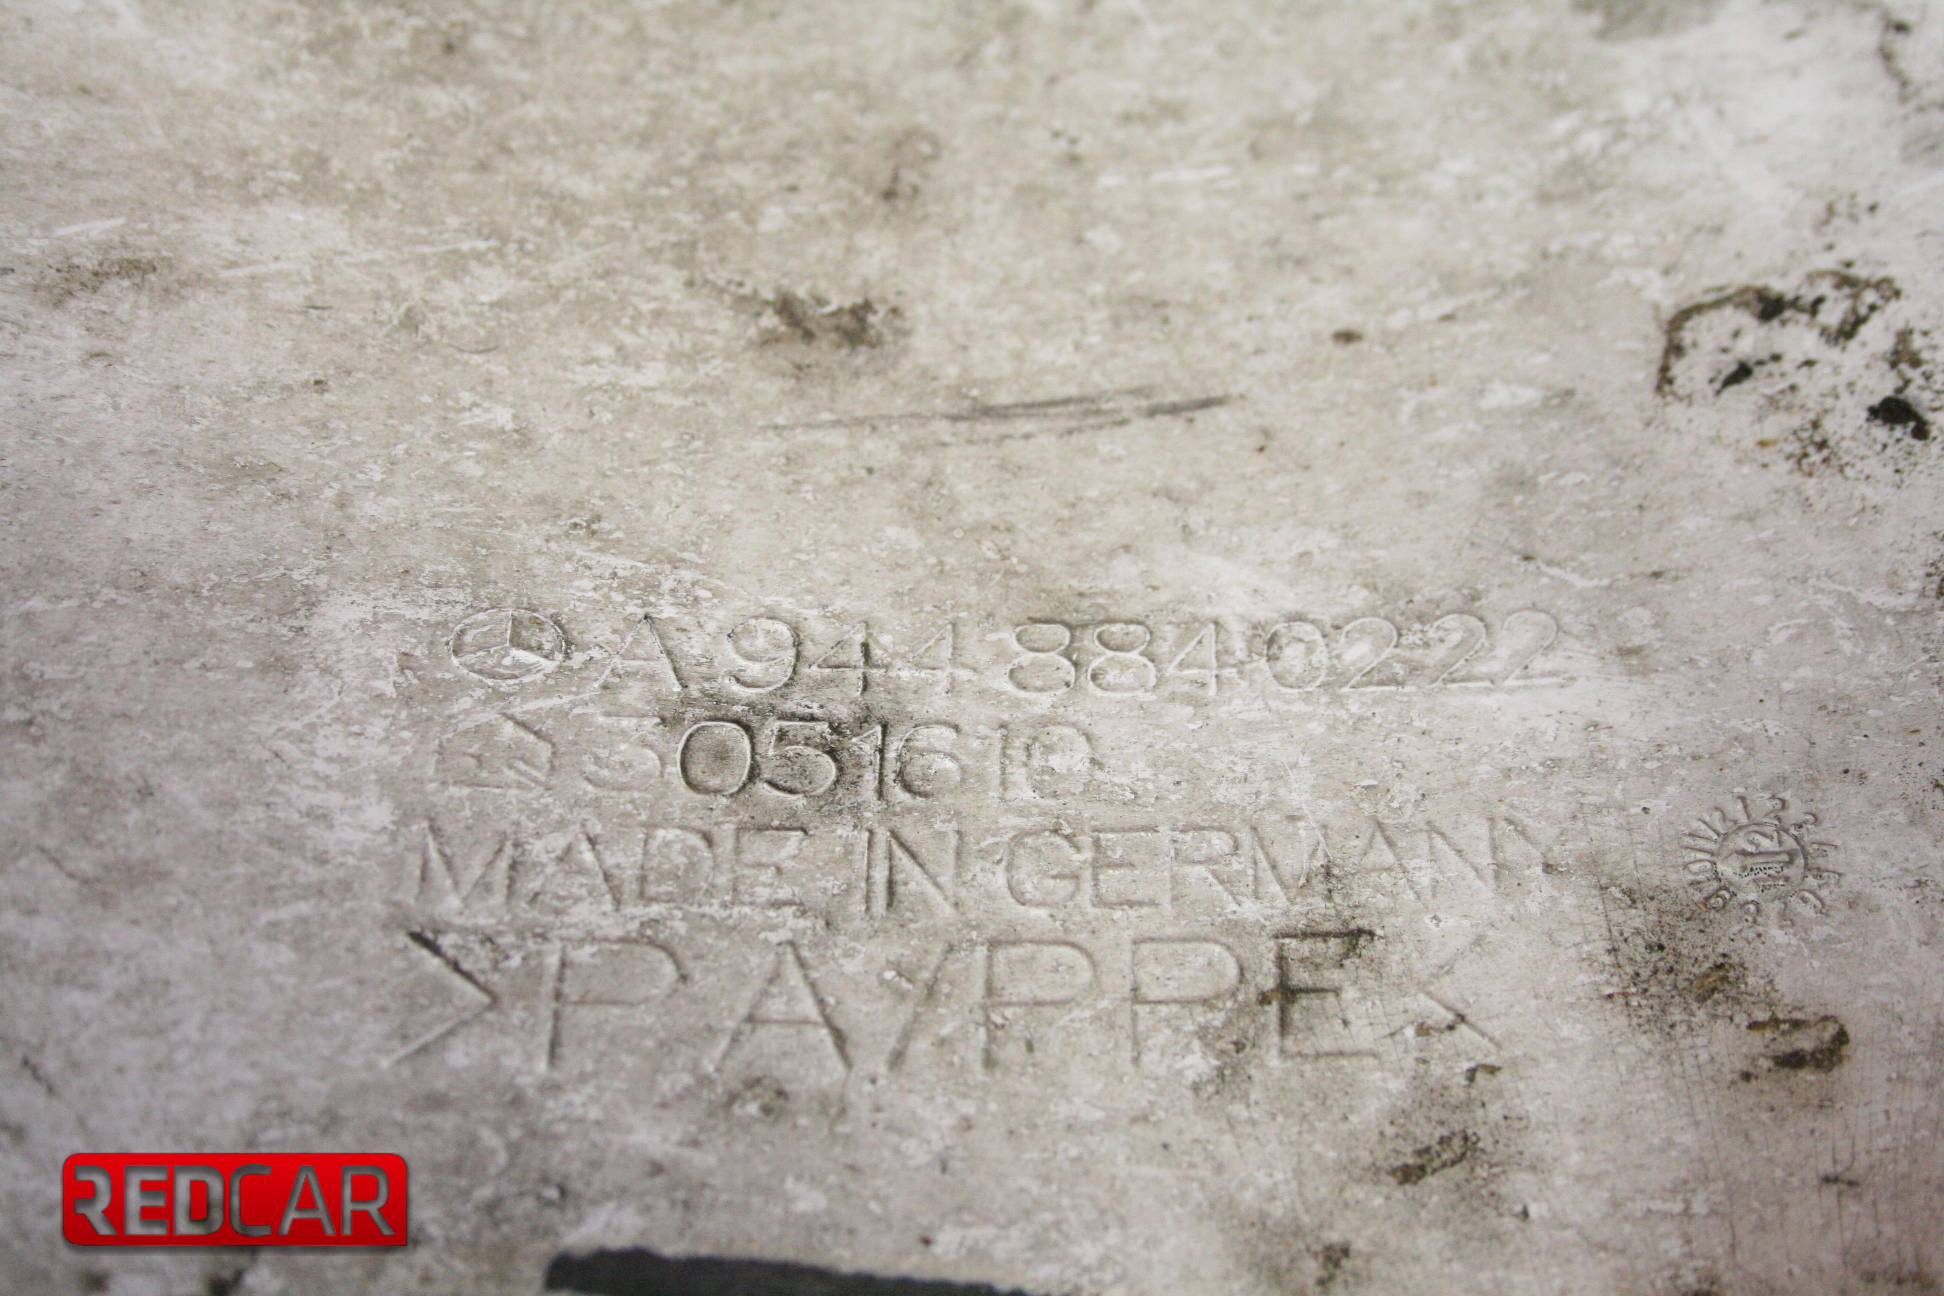 A 944 884 02 22
3051610
MADE IN GERMANY
>PA/PPE<
REDCAR